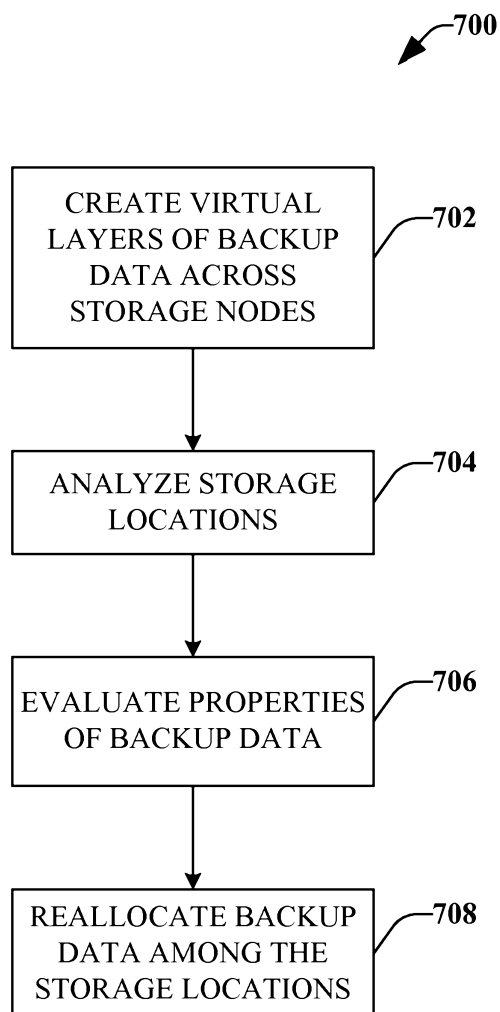 700
CREATE VIRTUAL
LAYERS OF BACKUP
DATA ACROSS
STORAGE NODES
702
ANALYZE STORAGE
LOCATIONS
704
EVALUATE PROPERTIES
OF BACKUP DATA
706
REALLOCATE BACKUP
DATA AMONG THE
STORAGE LOCATIONS
708